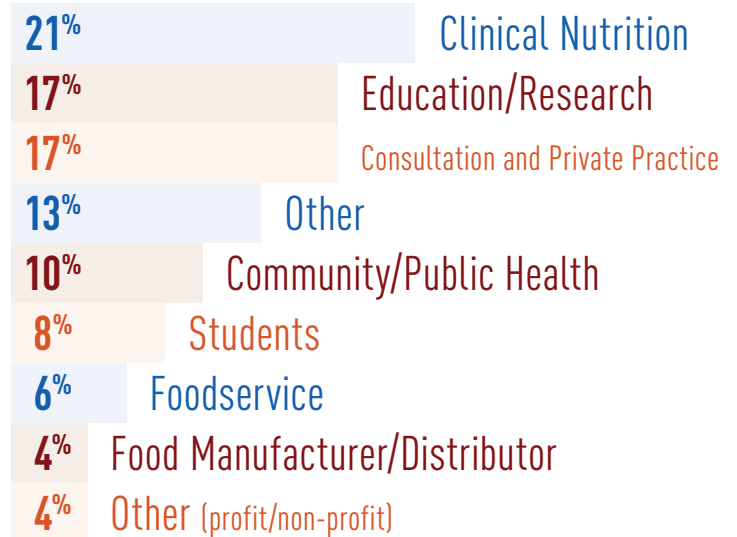 21% Clinical Nutrition
17% Education/Research
17% Consultation and Private Practice
13% Other
10% Community/Public Health
8% Students
6% Foodservice
4% Food Manufacturer/Distributor
4% Other (profit/non-profit)